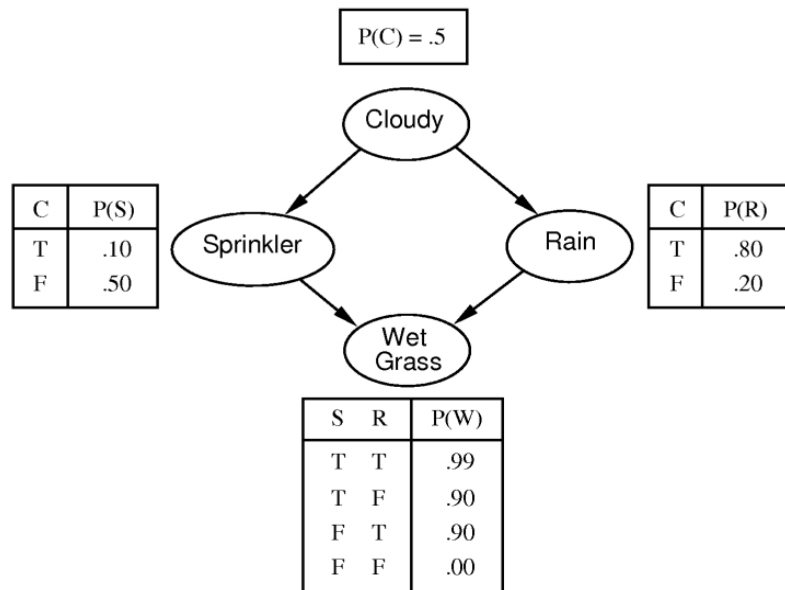 P(C) = .5
Cloudy
C P(S)
T .10
F .50
Sprinkler
Rain
C P(R)
T .80
F .20
Wet
Grass
S R P(W)
T T .99
T F .90
F T .90
F F .00